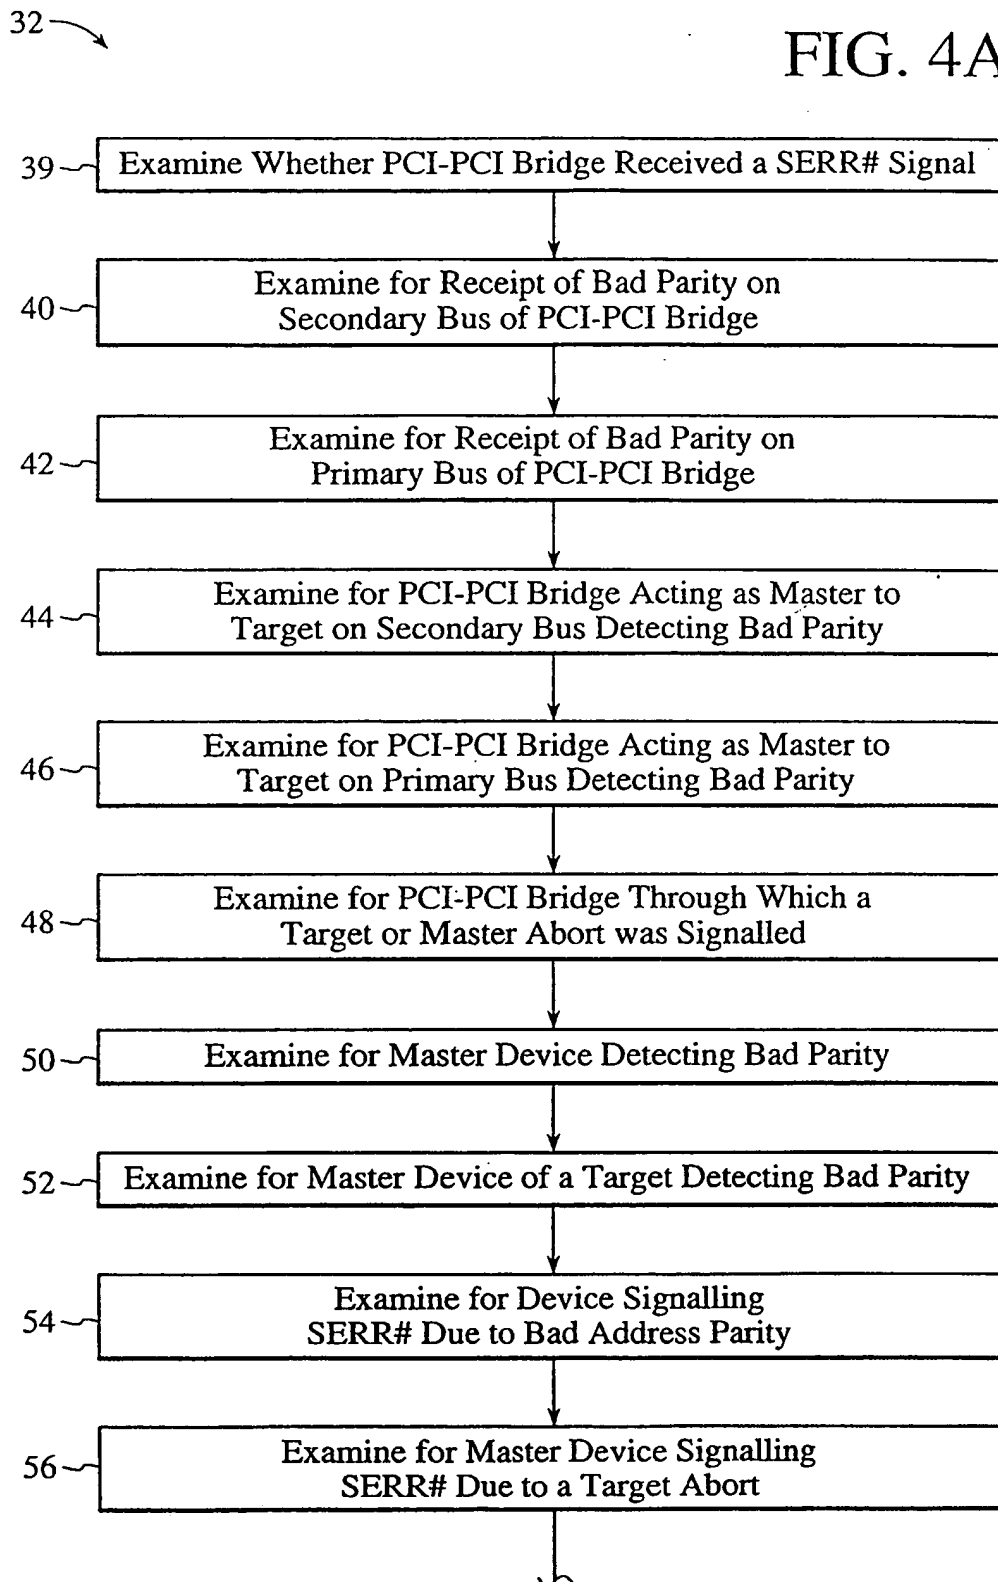 32
FIG. 4A
39 Examine Whether PCI-PCI Bridge Received a SERR# Signal
40 Examine for Receipt of Bad Parity on
Secondary Bus of PCI-PCI Bridge
42 Examine for Receipt of Bad Parity on
Primary Bus of PCI-PCI Bridge
44 Examine for PCI-PCI Bridge Acting as Master to
Target on Secondary Bus Detecting Bad Parity
46 Examine for PCI-PCI Bridge Acting as Master to
Target on Primary Bus Detecting Bad Parity
48 Examine for PCI-PCI Bridge Through Which a
Target or Master Abort was Signalled
50 Examine for Master Device Detecting Bad Parity
52 Examine for Master Device of a Target Detecting Bad Parity
54 Examine for Device Signalling
SERR# Due to Bad Address Parity
56 Examine for Master Device Signalling
SERR# Due to a Target Abort